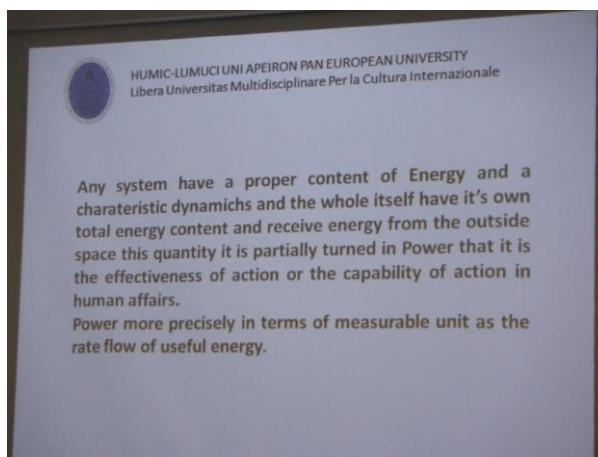 HUMIC-LUMUCI UNI APEIRON PAN EUROPEAN UNIVERSITY
Libera Universitas Multidisciplinare Per la Cultura Internazionale
Any system have a proper content of Energy and a
charateristic dynamichs and the whole itself have it's own
total energy content and receive energy from the outside
space this quantity it is partially turned in Power that it is
the effectiveness of action or the capability of action in
human affairs.
Power more precisely in terms of measurable unit as the
rate flow of useful energy.